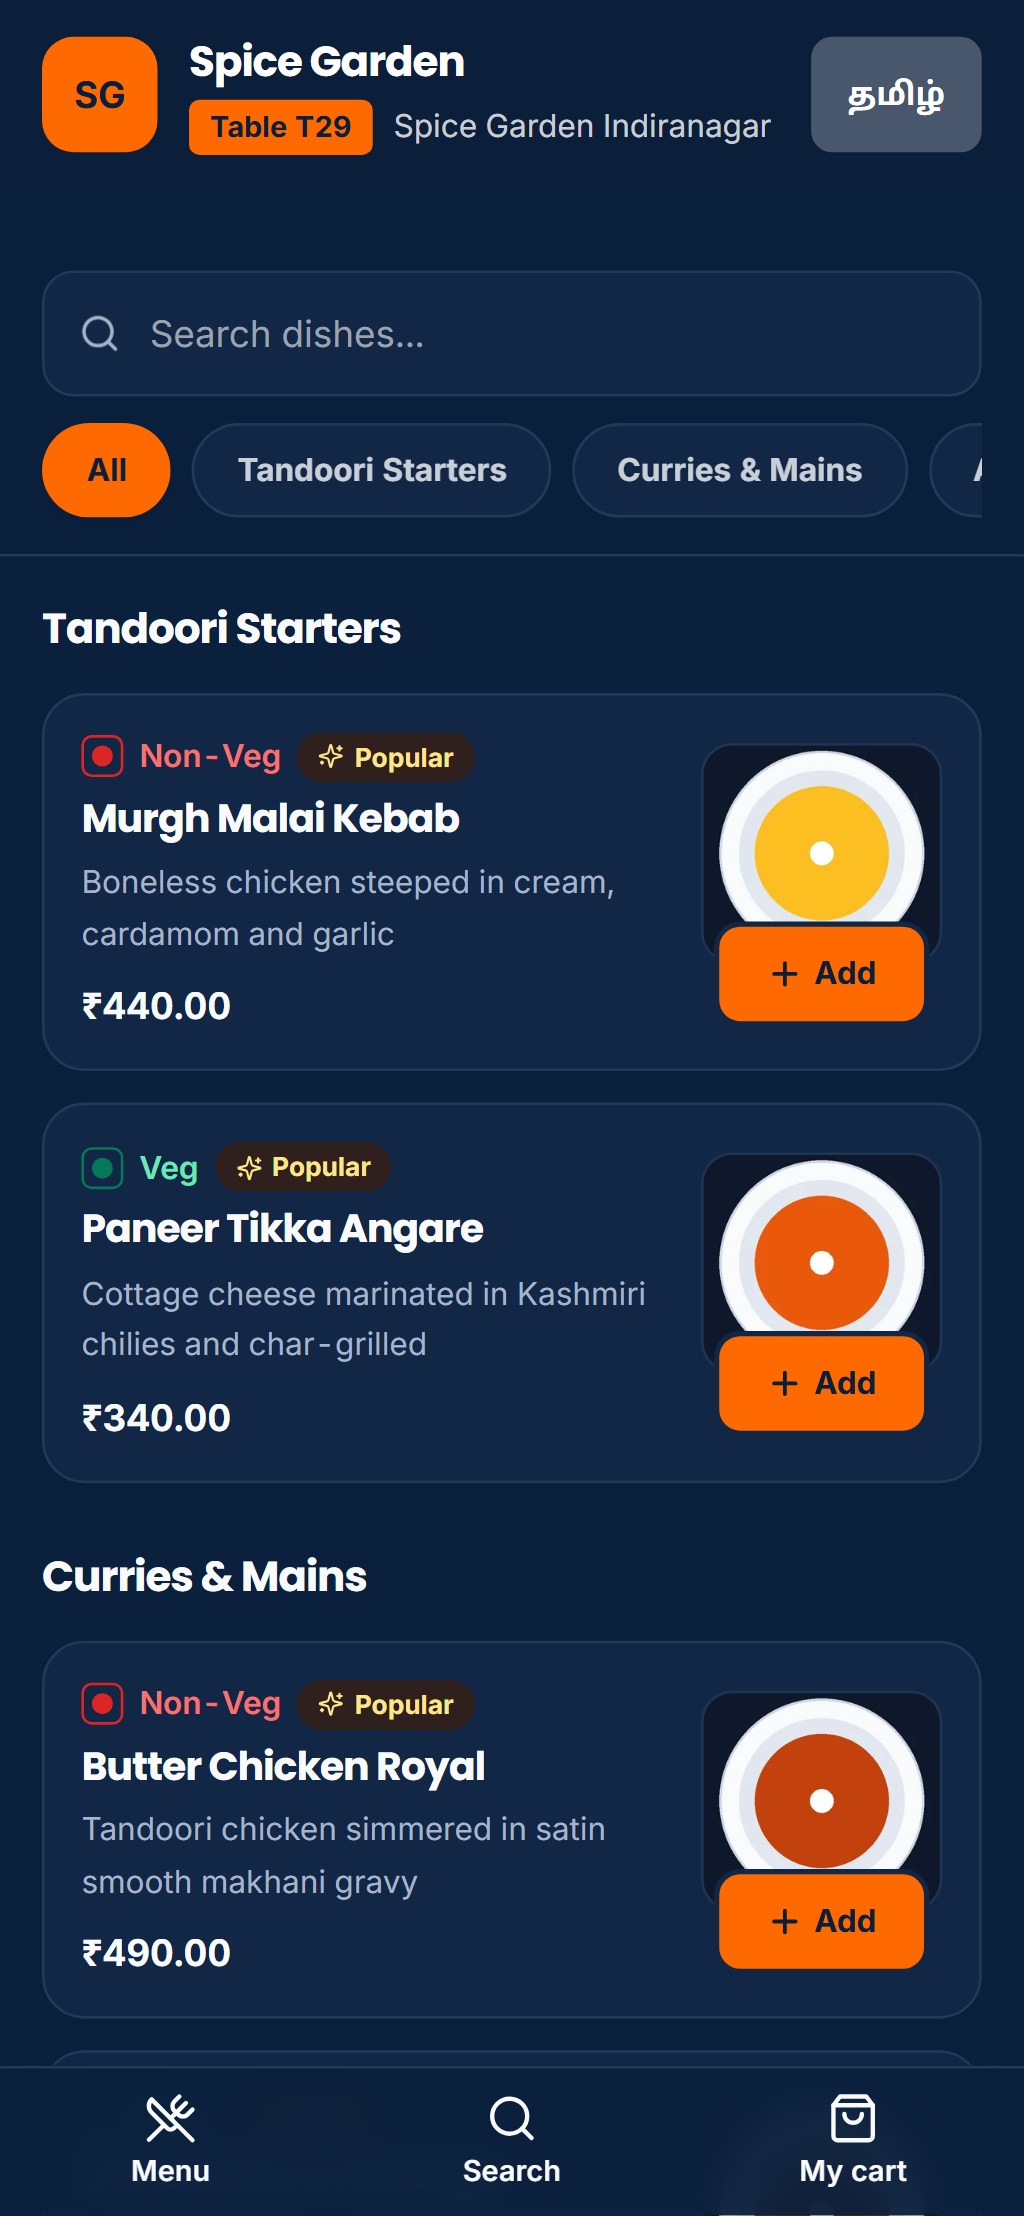 SG
Spice Garden
Table T29 Spice Garden Indiranagar
தமிழ்
Search dishes...
All Tandoori Starters Curries & Mains
Tandoori Starters
Non-Veg Popular
Murgh Malai Kebab
Boneless chicken steeped in cream,
cardamom and garlic
₹440.00
+ Add
Veg Popular
Paneer Tikka Angare
Cottage cheese marinated in Kashmiri
chilies and char-grilled
₹340.00
+ Add
Curries & Mains
Non-Veg Popular
Butter Chicken Royal
Tandoori chicken simmered in satin
smooth makhani gravy
₹490.00
+ Add
Menu Search My cart